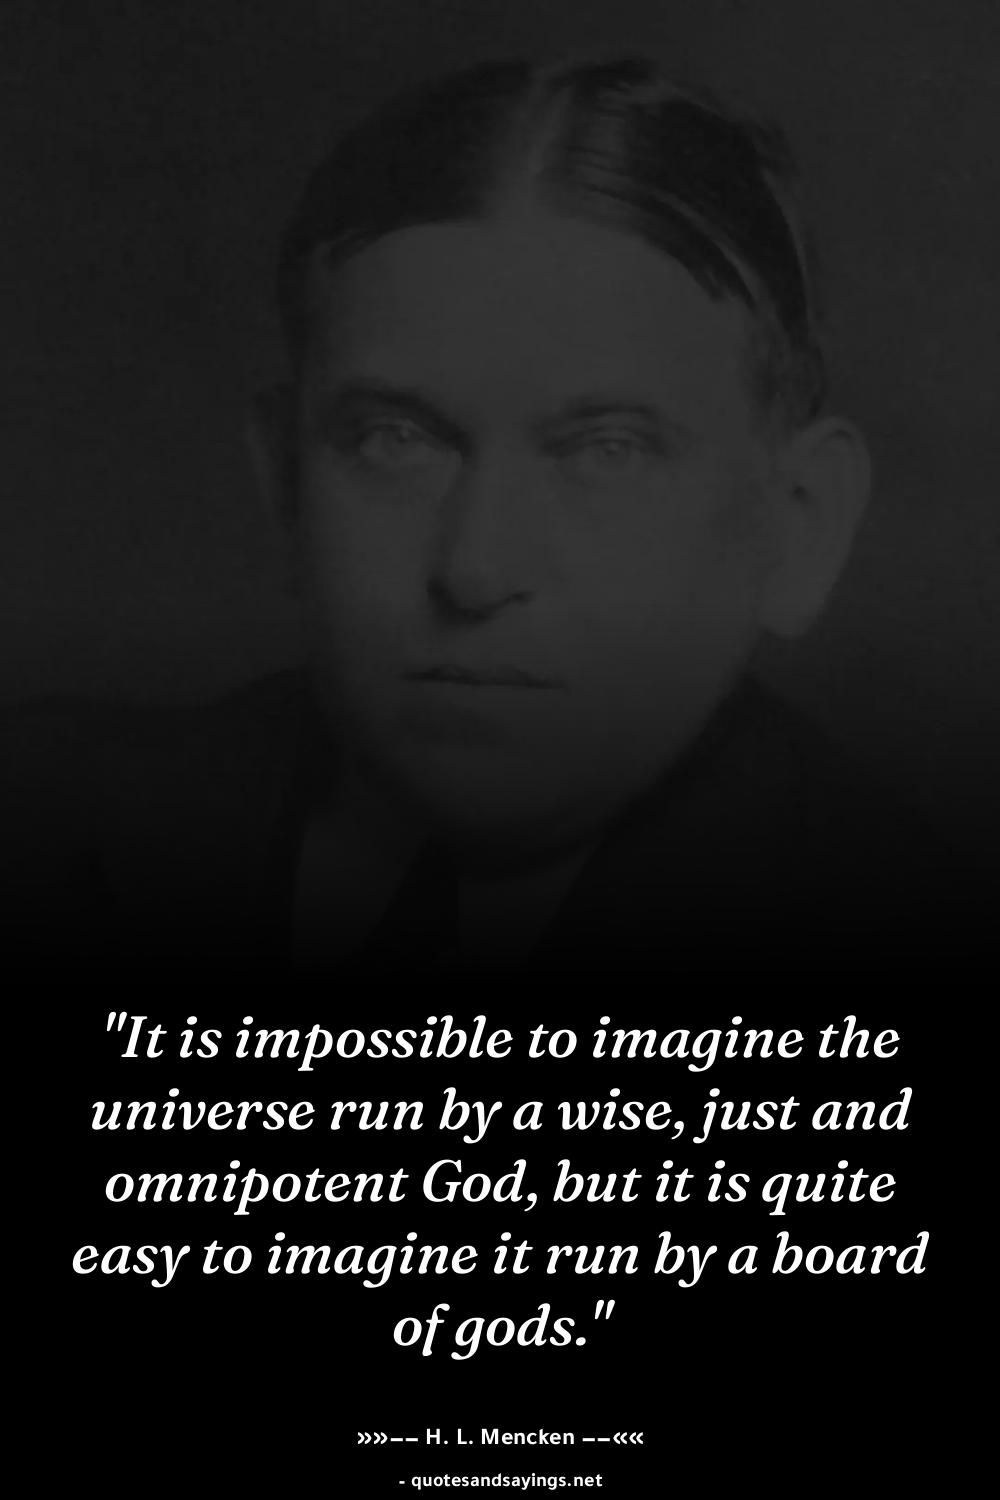 "It is impossible to imagine the
universe run by a wise, just and
omnipotent God, but it is quite
easy to imagine it run by a board
of gods."
»»−− H. L. Mencken −−««
- quotesandsayings.net